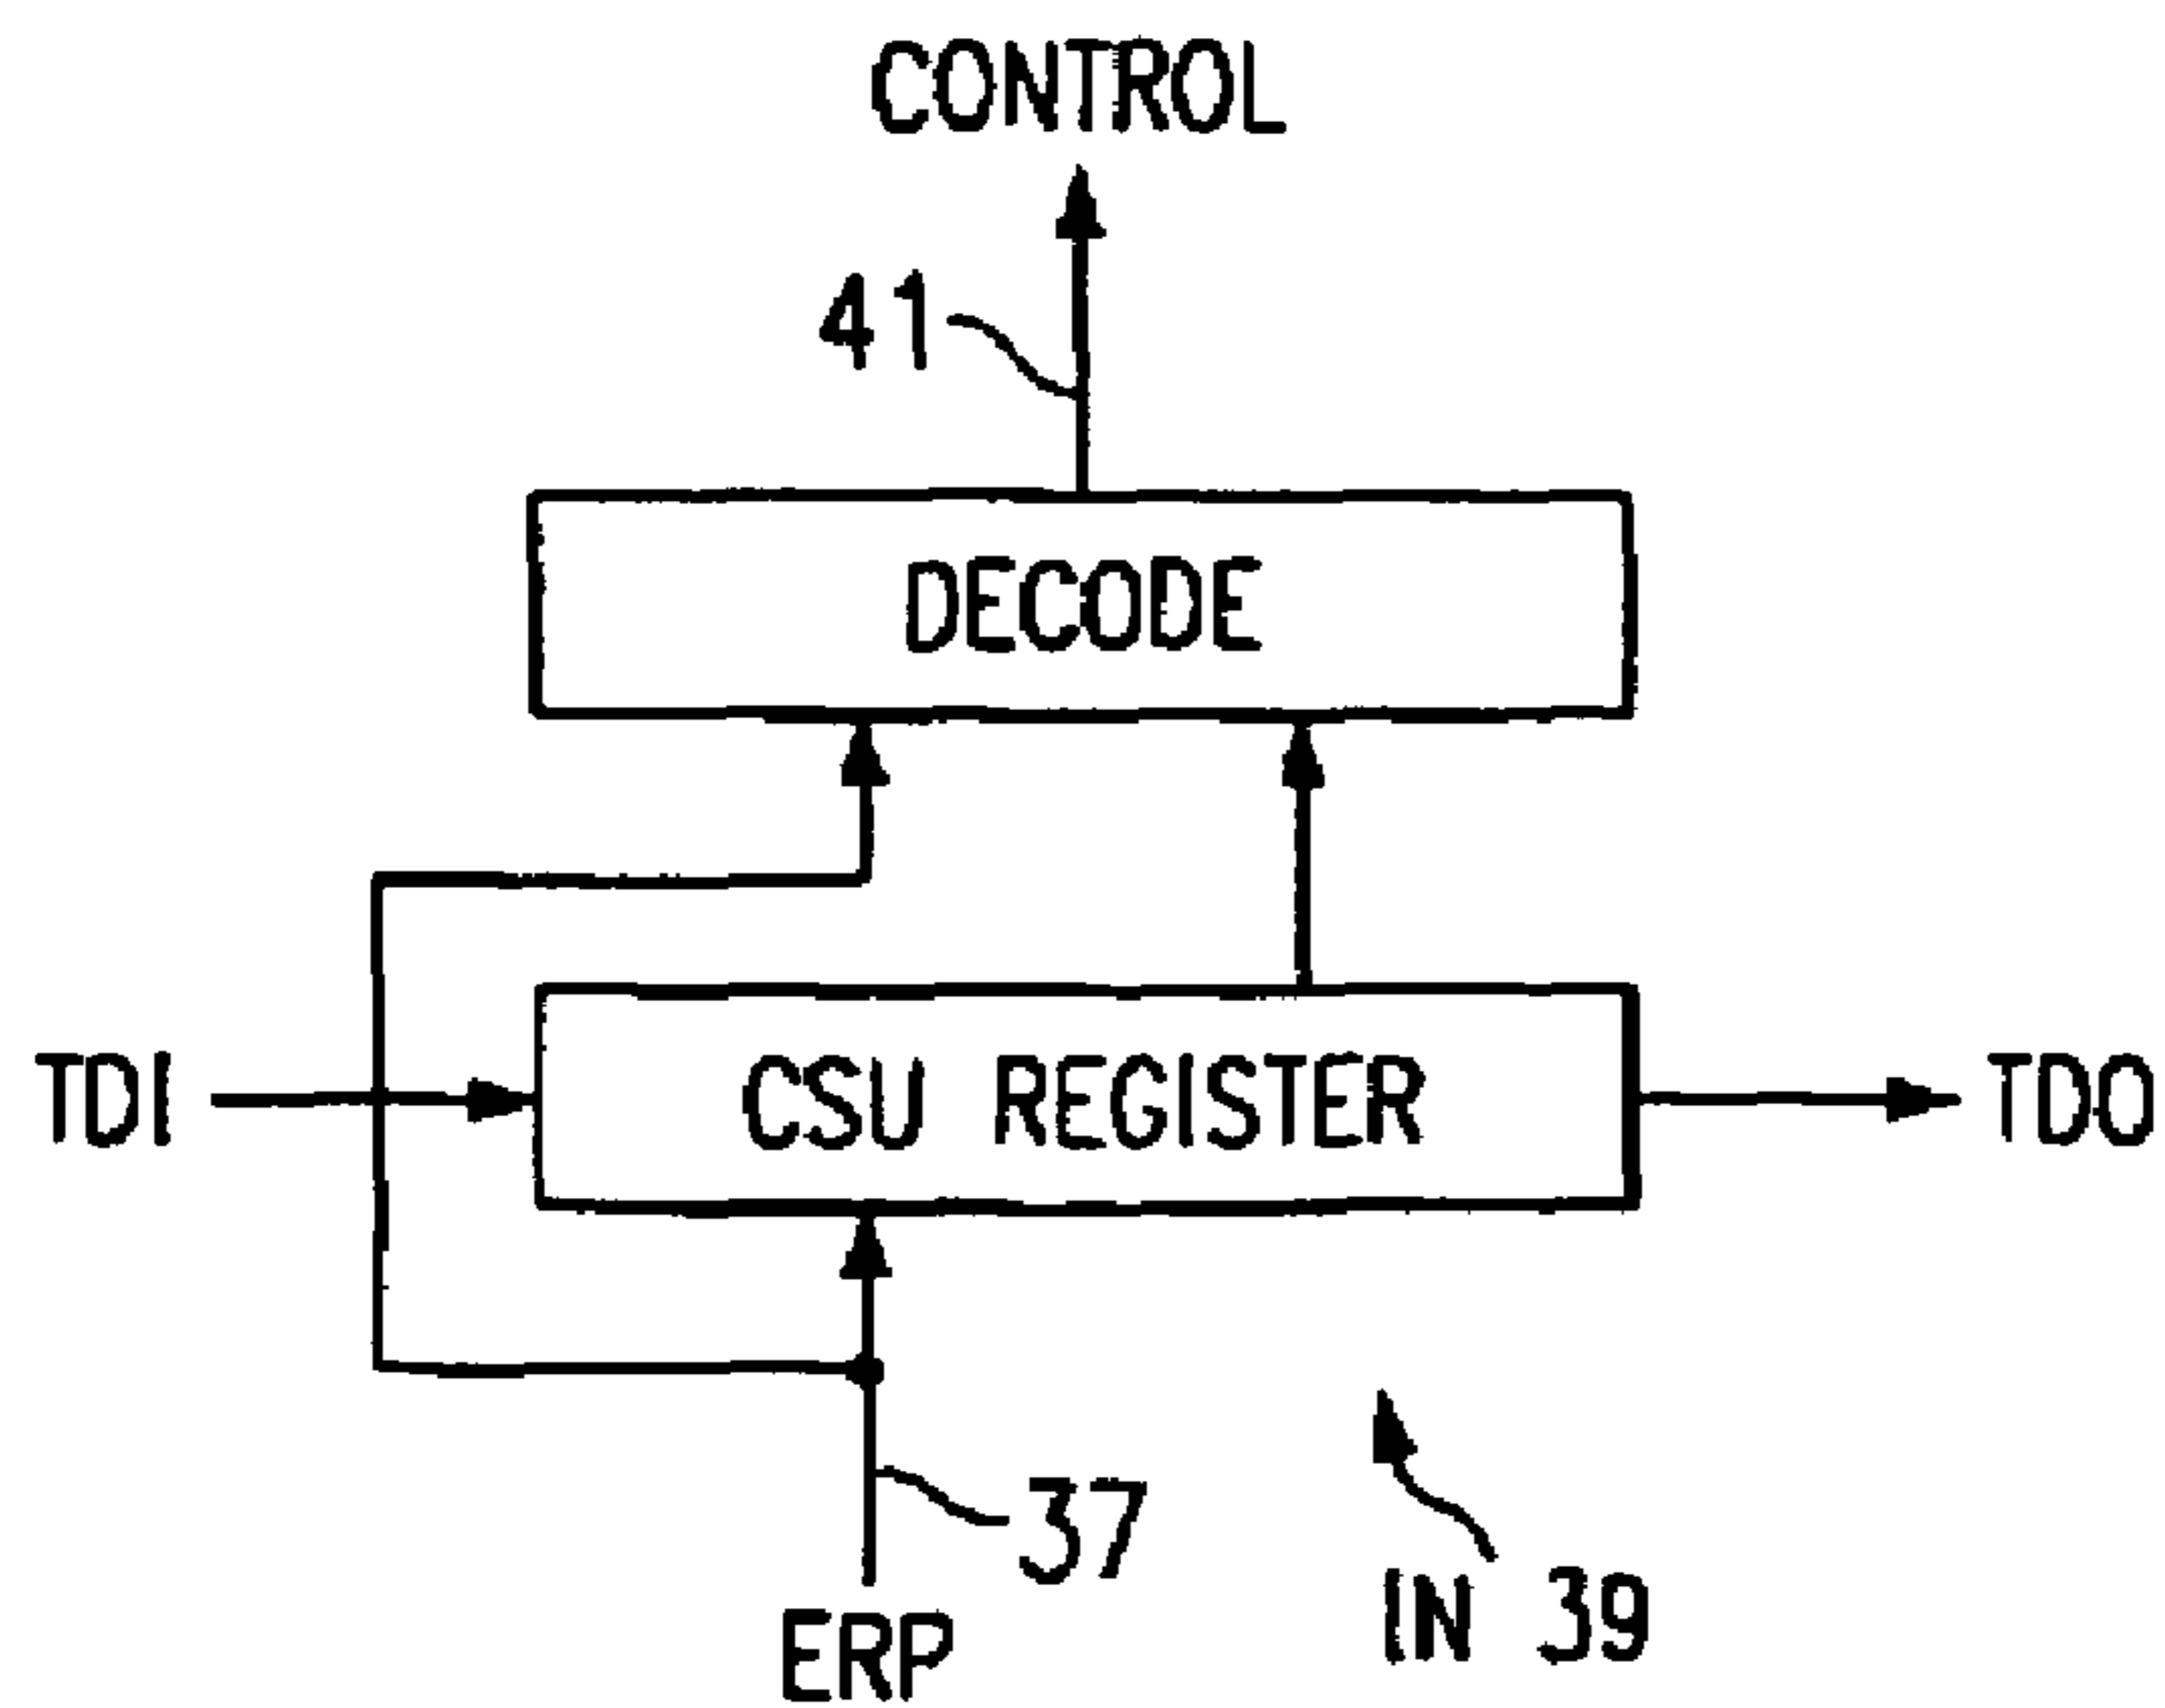 CONTROL
41
DECODE
TDI
CSU REGISTER
TDO
37
ERP
IN 39